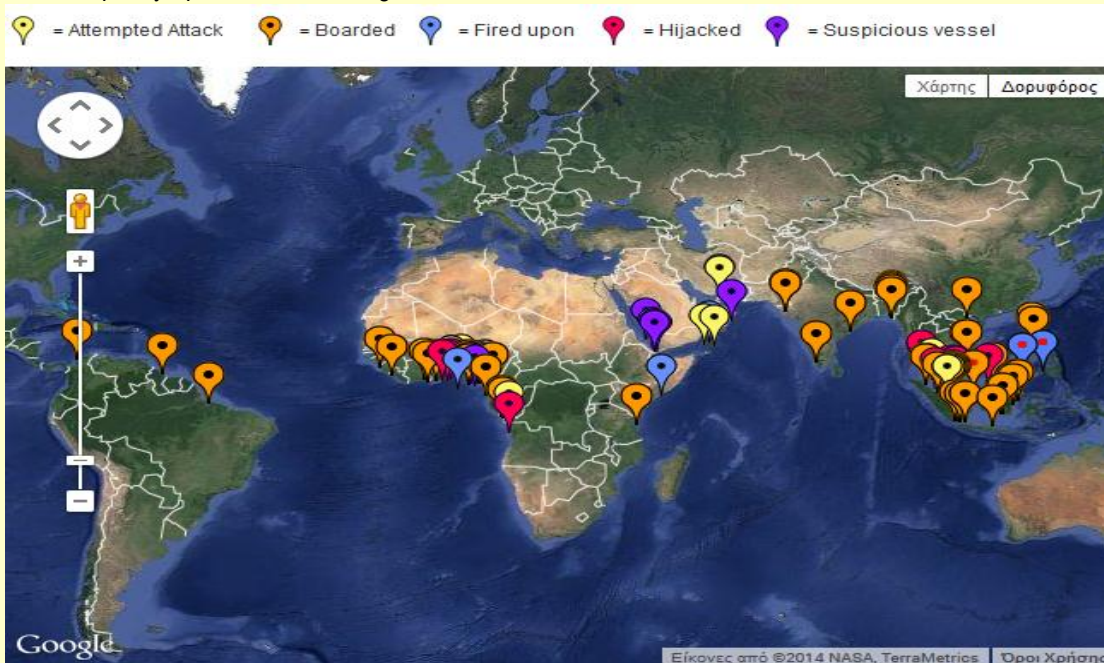 = Attempted Attack = Boarded = Fired upon = Hijacked = Suspicious vessel
Χάρτης Δορυφόρος
Google
Εικόνες από ©2014 NASA, TerraMetrics Όροι Χρήσης